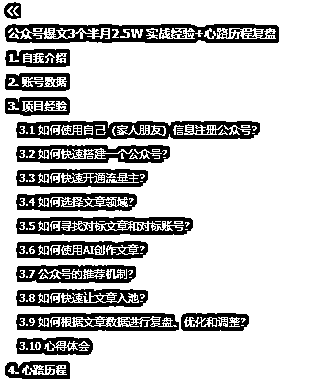 公众号爆文3个半月2.5W 实战经验+心路历程复盘
1. 自我介绍
2. 账号数据
3. 项目经验
3.1 如何使用自己（家人朋友）信息注册公众号？
3.2 如何快速搭建一个公众号？
3.3 如何快速开通流量主？
3.4 如何选择文章领域？
3.5 如何寻找对标文章和对标账号？
3.6 如何使用AI创作文章？
3.7 公众号的推荐机制？
3.8 如何快速让文章入池？
3.9 如何根据文章数据进行复盘、优化和调整？
3.10 心得体会
4. 心路历程